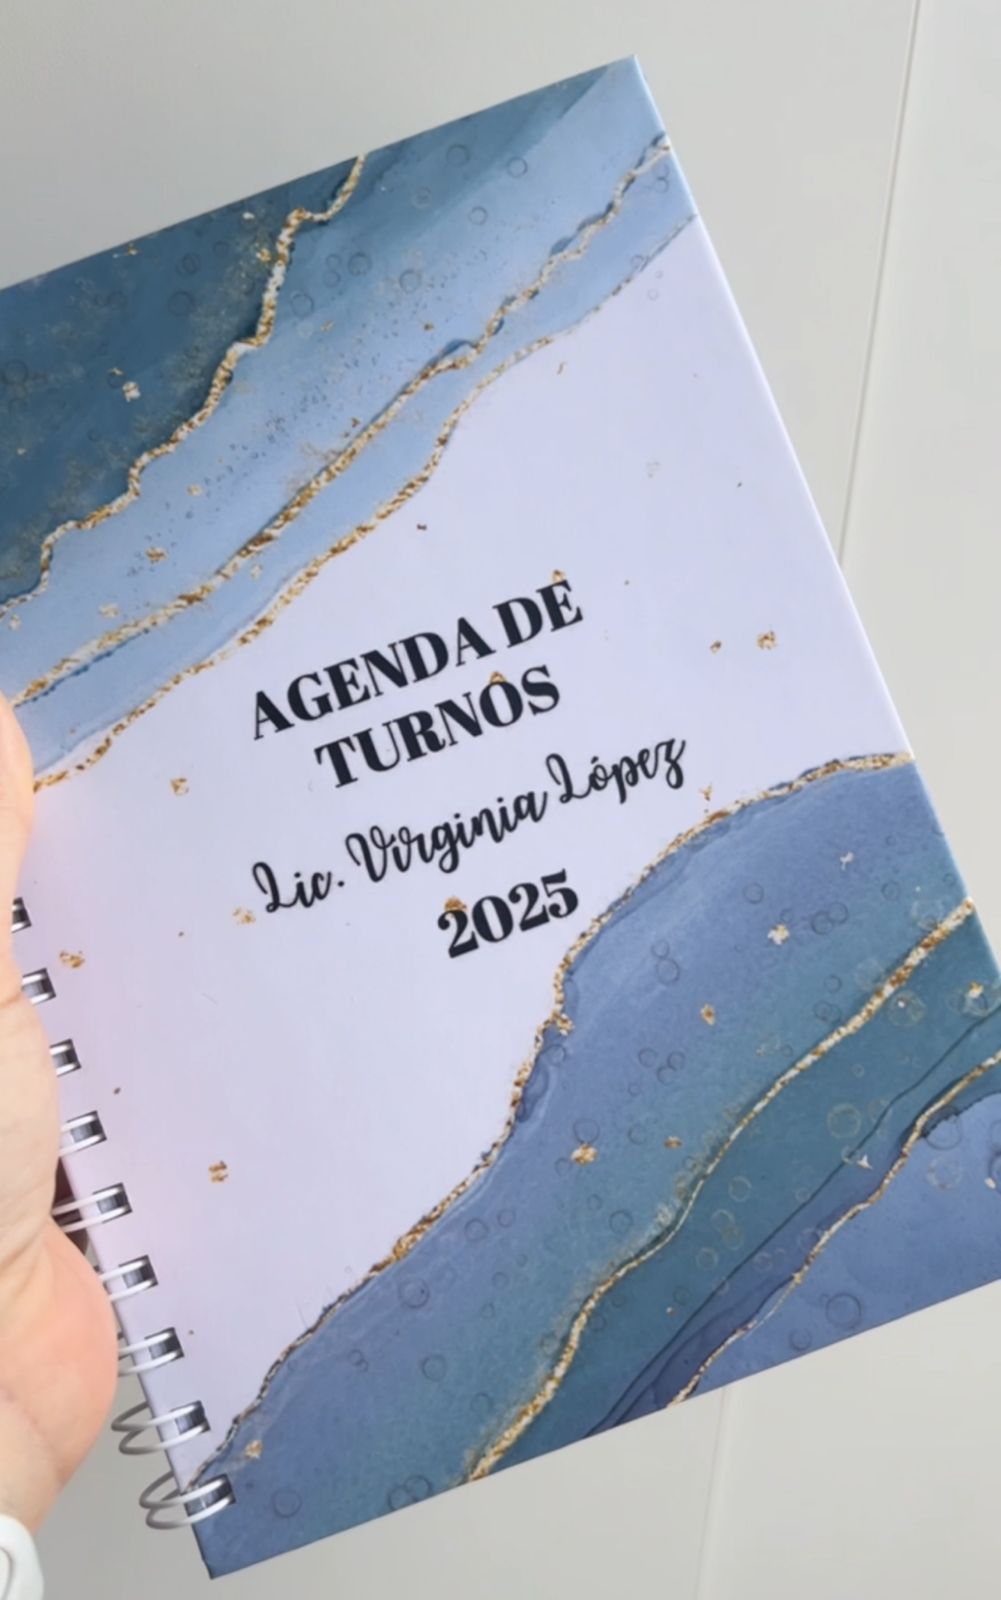 AGENDA DE
TURNOS
Lic. Virginia López
2025